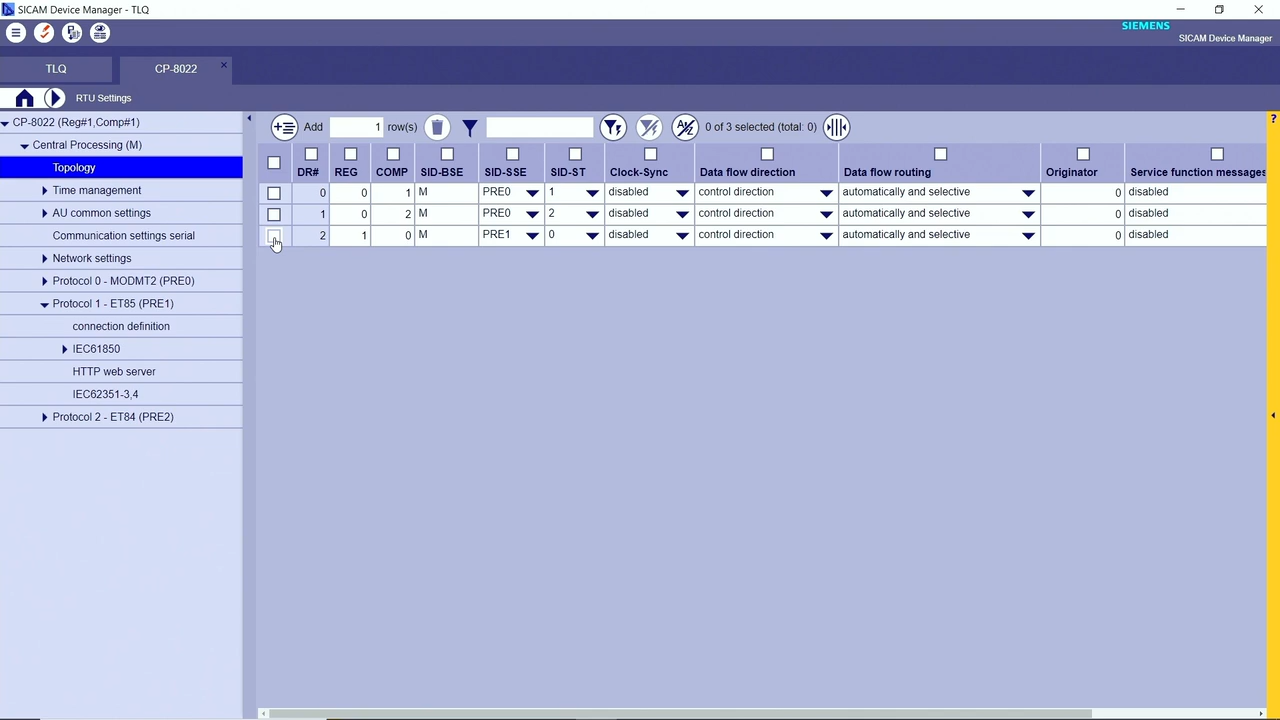 SICAM Device Manager - TLQ
SIEMENS
SICAM Device Manager
TLQ
CP-8022
RTU Settings
CP-8022 (Reg#1,Comp#1)
Add 1 row(s) 0 of 3 selected (total: 0)
Central Processing (M)
Topology
Time management
AU common settings
Communication settings serial
Network settings
Protocol 0 - MODMT2 (PRE0)
Protocol 1 - ET85 (PRE1)
connection definition
IEC61850
HTTP web server
IEC62351-3,4
Protocol 2 - ET84 (PRE2)
DR# REG COMP SID-BSE SID-SSE SID-ST Clock-Sync Data flow direction Data flow routing Originator Service function messages
0 0 1 M PRE0 1 disabled control direction automatically and selective 0 disabled
1 0 2 M PRE0 2 disabled control direction automatically and selective 0 disabled
2 1 0 M PRE1 0 disabled control direction automatically and selective 0 disabled
?